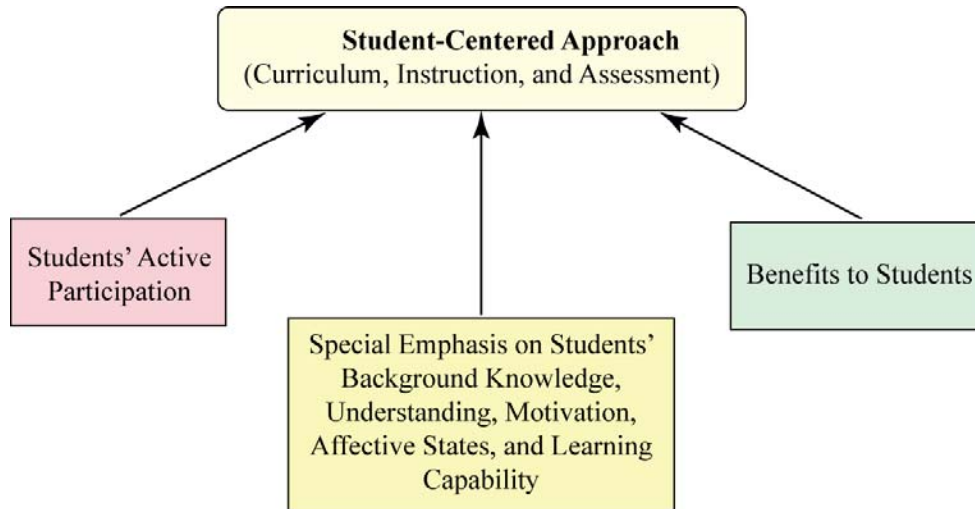 Student-Centered Approach
(Curriculum, Instruction, and Assessment)
Students’ Active
Participation
Special Emphasis on Students’
Background Knowledge,
Understanding, Motivation,
Affective States, and Learning
Capability
Benefits to Students